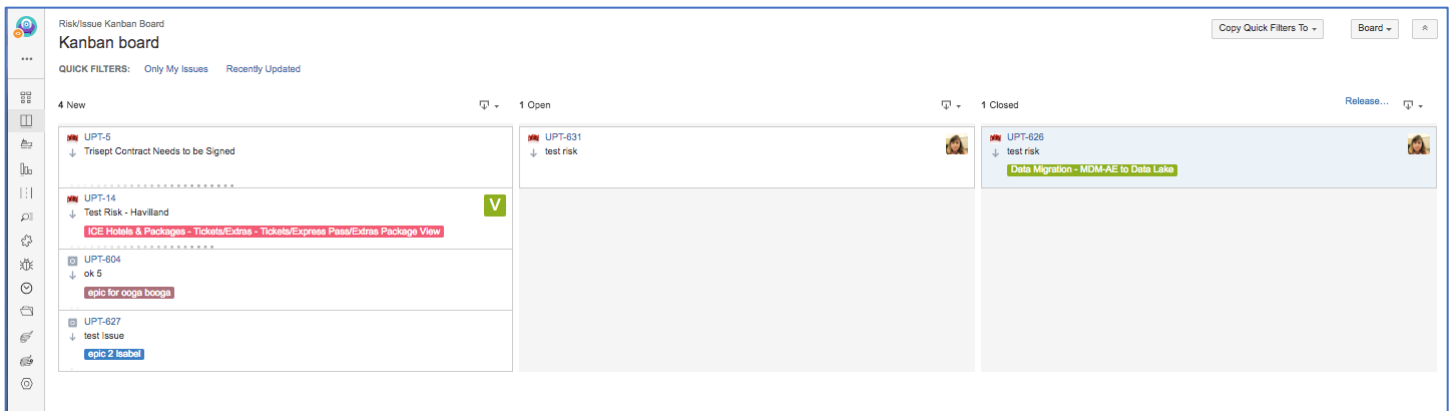 Risk/Issue Kanban Board
Kanban board
Copy Quick Filters To
Board
QUICK FILTERS: Only My Issues Recently Updated
4 New
1 Open
1 Closed
Release...
UPT-5
Trisept Contract Needs to be Signed
UPT-14
Test Risk - Havilland
V
ICE Hotels & Packages - Tickets/Extras - Tickets/Express Pass/Extras Package View
UPT-604
ok 5
epic for ooga booga
UPT-627
test Issue
epic 2 Isabel
UPT-631
test risk
UPT-626
test risk
Data Migration - MDM-AE to Data Lake